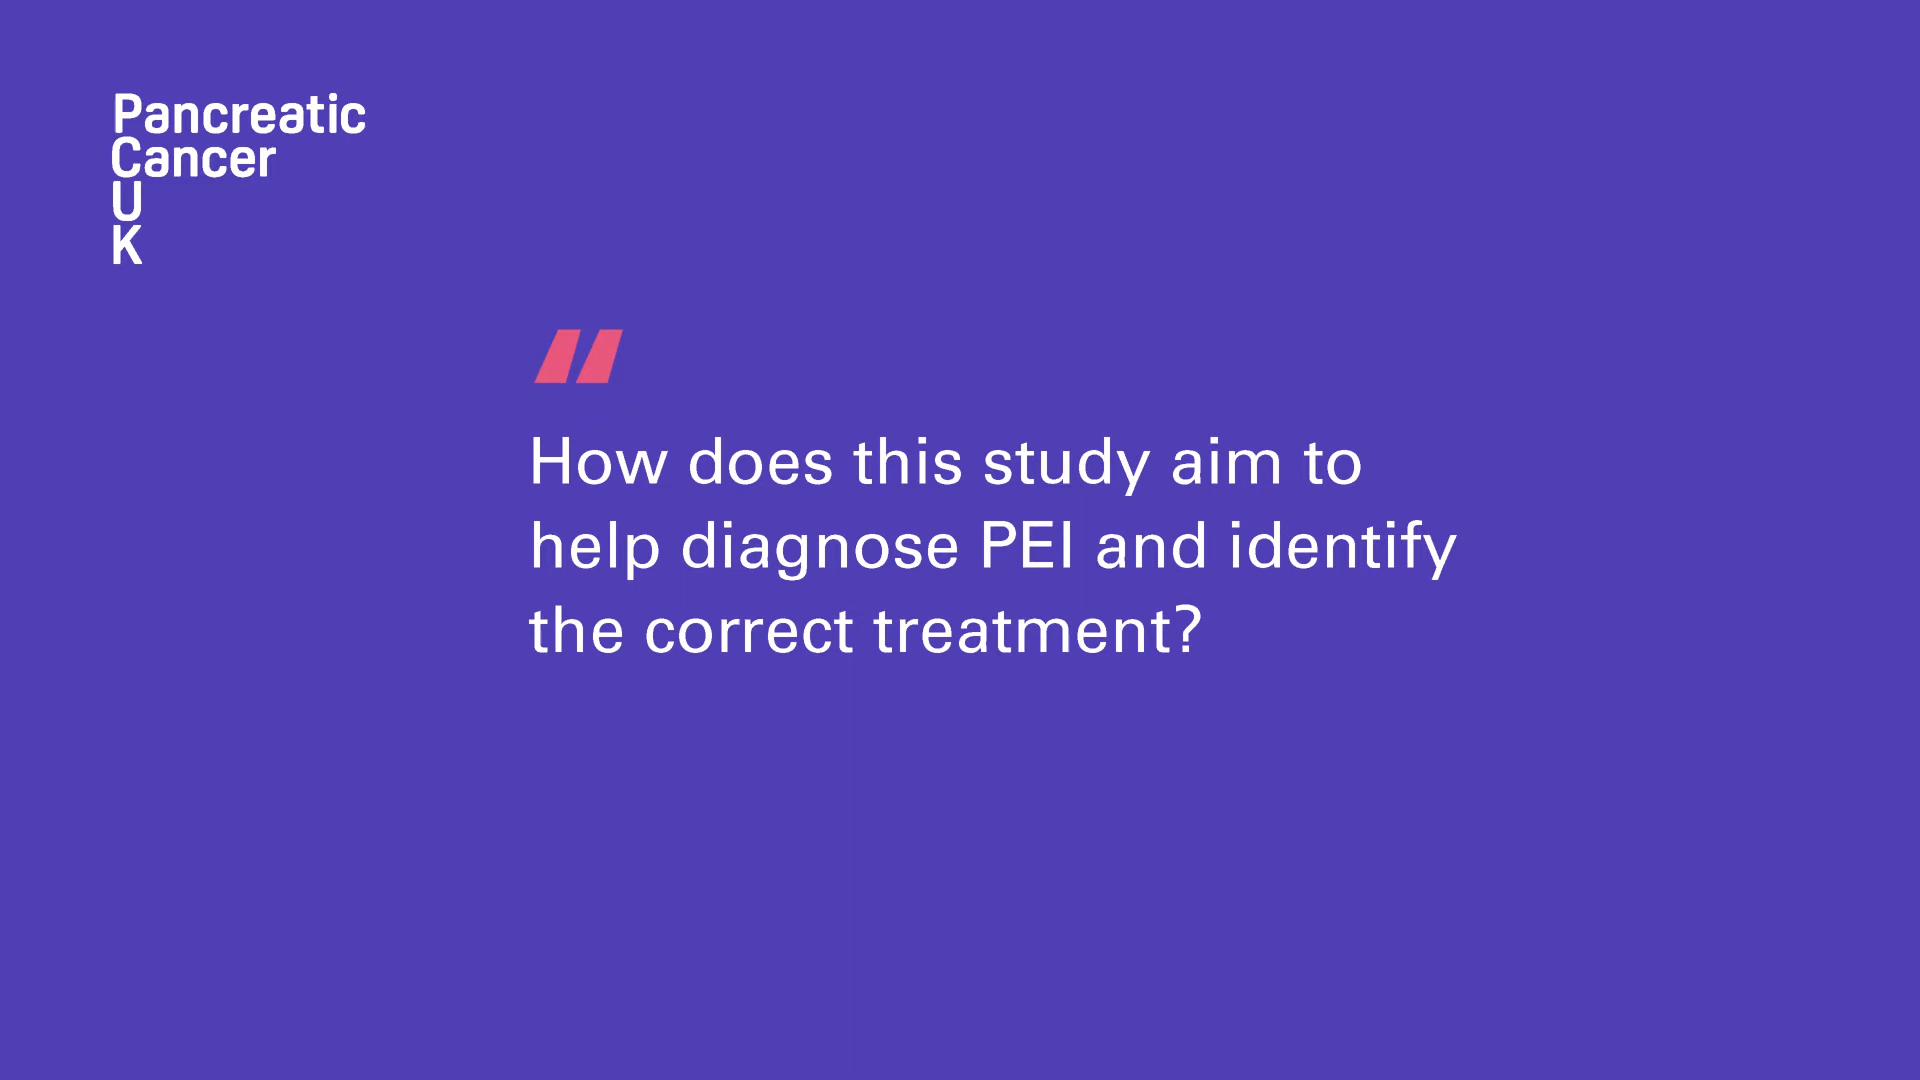 Pancreatic
Cancer
U
K
“
How does this study aim to
help diagnose PEI and identify
the correct treatment?